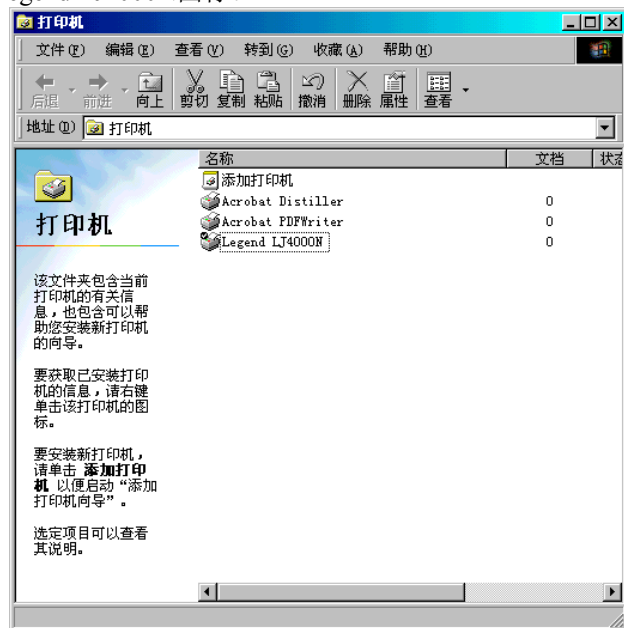 打印机
文件(F) 编辑(E) 查看(V) 转到(G) 收藏(A) 帮助(H)
后退 前进 向上 剪切 复制 粘贴 撤消 删除 属性 查看
地址(D) 打印机
名称 文档 状态
添加打印机
Acrobat Distiller 0
Acrobat PDFWriter 0
Legend LJ4000N 0
打印机
该文件夹包含当前
打印机的有关信
息，也包含可以帮
助您安装新打印机
的向导。
要获取已安装打印
机的信息，请右键
单击该打印机的图
标。
要安装新打印机，
请单击 添加打印
机 以便启动“添加
打印机向导”。
选定项目可以查看
其说明。